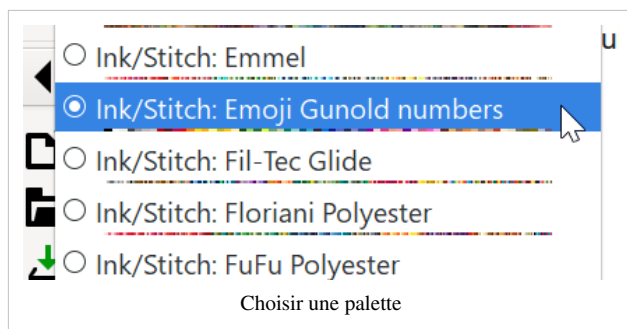 u
Ink/Stitch: Emmel
Ink/Stitch: Emoji Gunold numbers
Ink/Stitch: Fil-Tec Glide
Ink/Stitch: Floriani Polyester
Ink/Stitch: FuFu Polyester
Choisir une palette